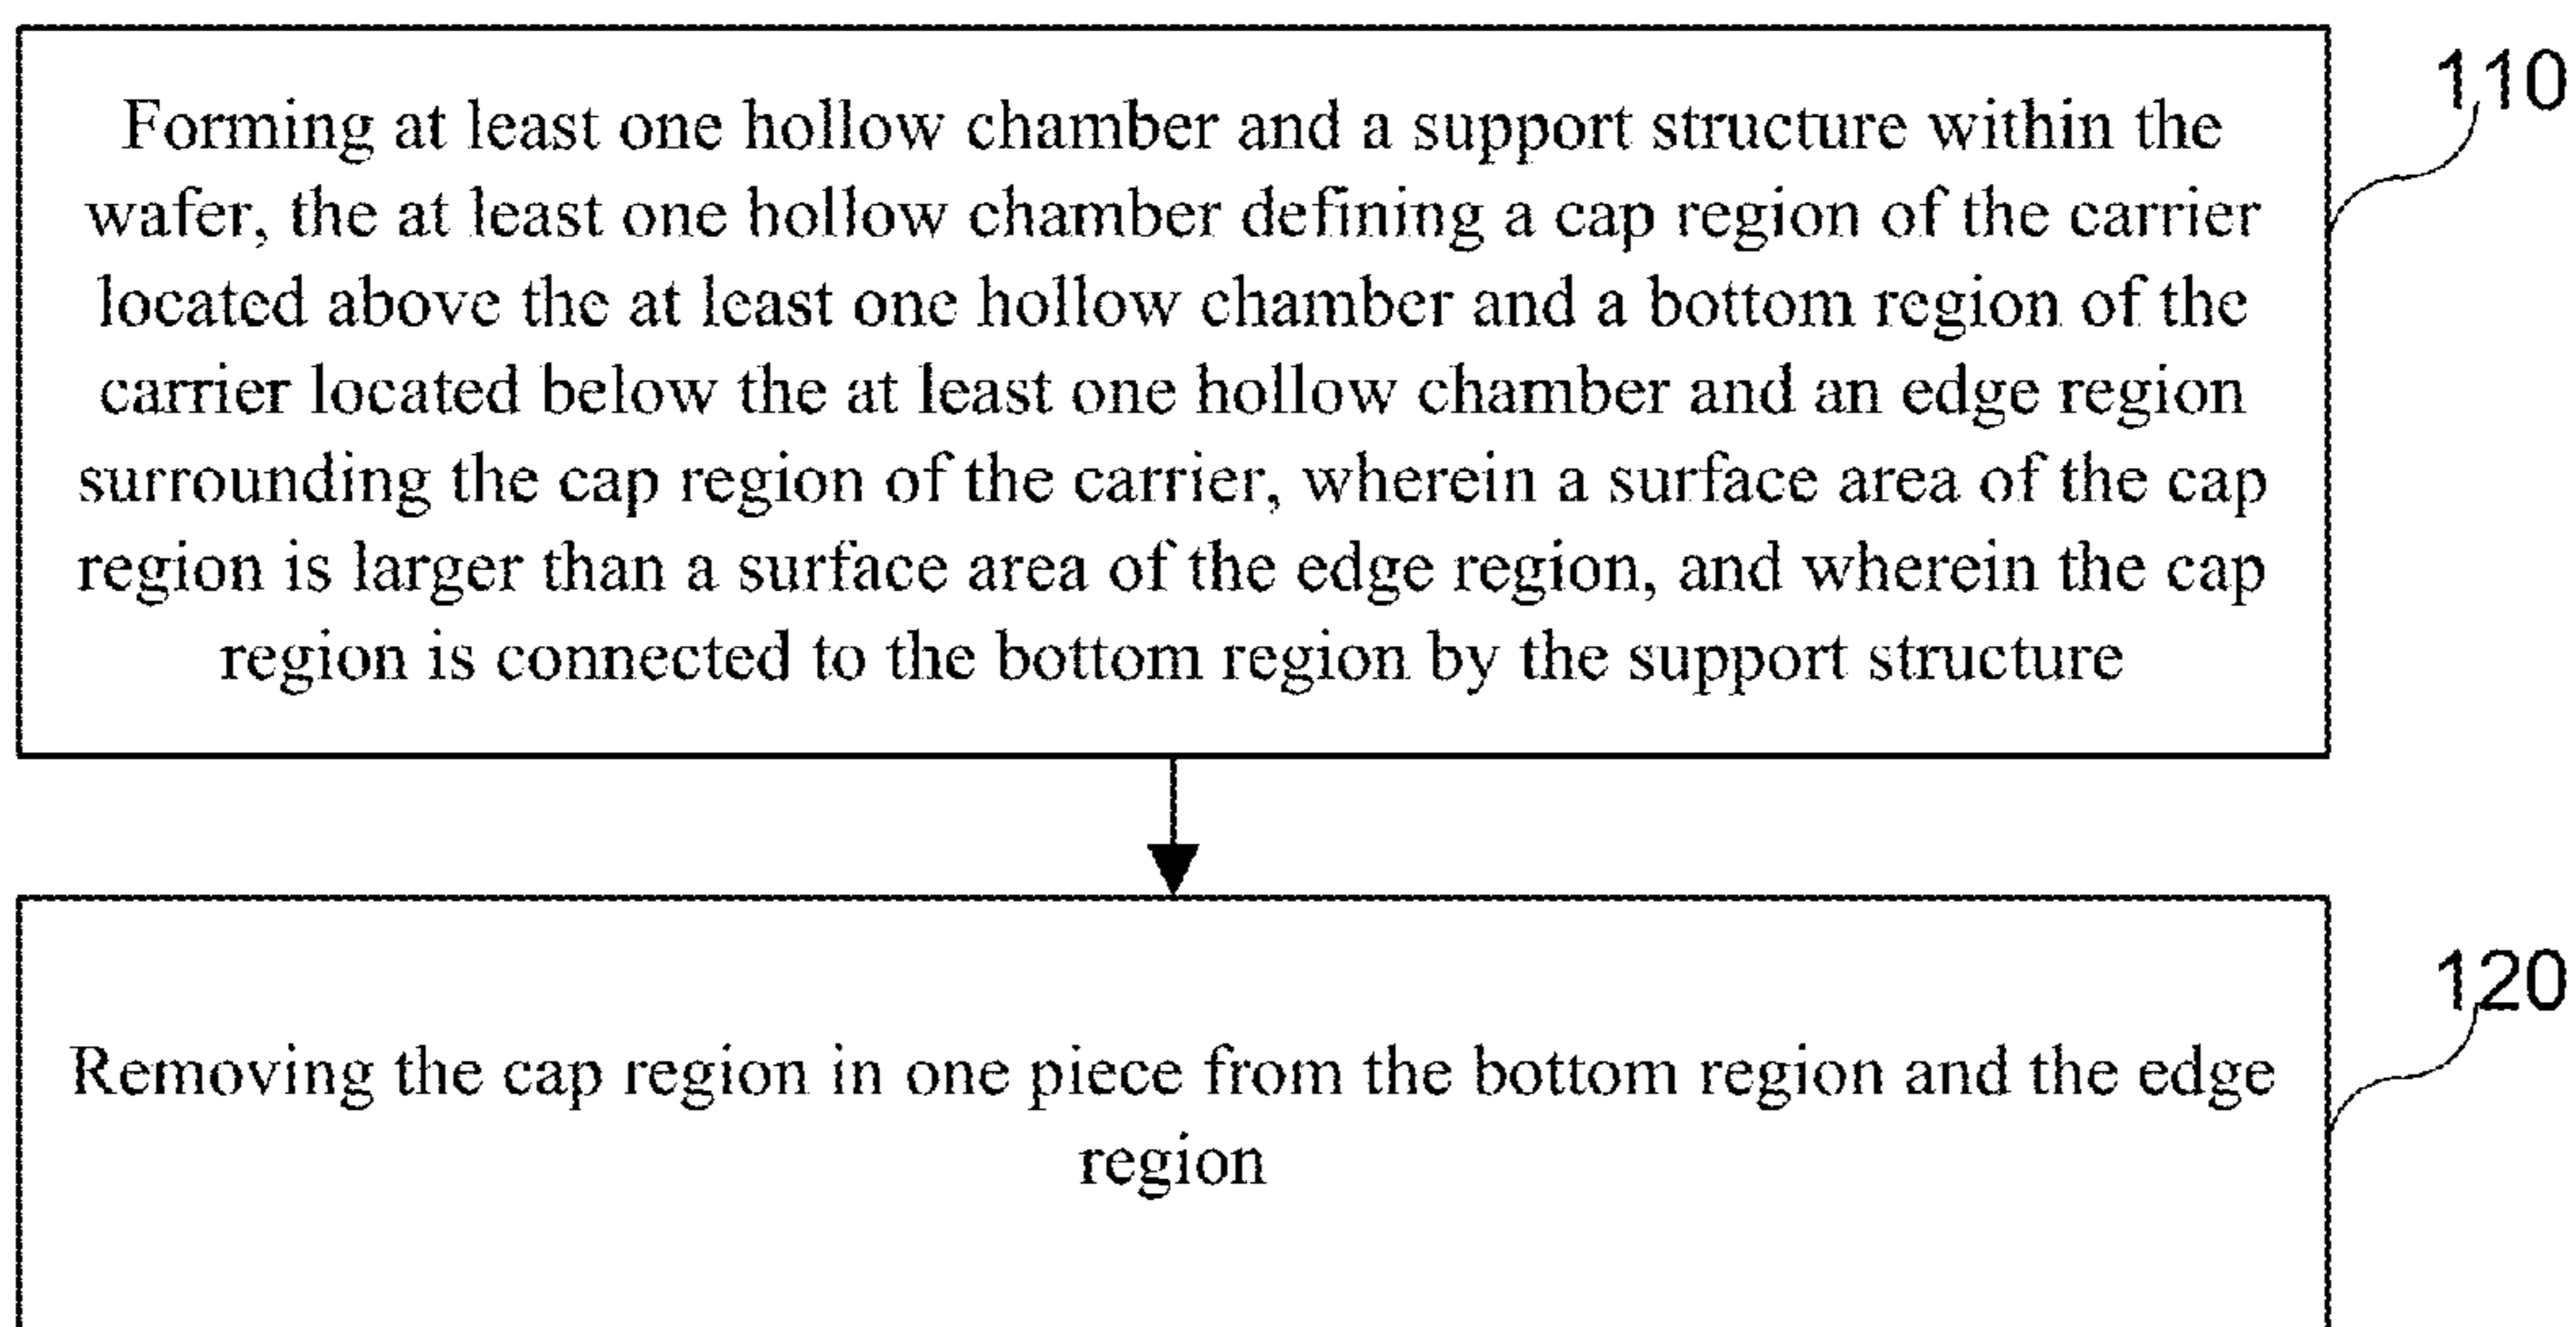 110
Forming at least one hollow chamber and a support structure within the
wafer, the at least one hollow chamber defining a cap region of the carrier
located above the at least one hollow chamber and a bottom region of the
carrier located below the at least one hollow chamber and an edge region
surrounding the cap region of the carrier, wherein a surface area of the cap
region is larger than a surface area of the edge region, and wherein the cap
region is connected to the bottom region by the support structure
120
Removing the cap region in one piece from the bottom region and the edge
region